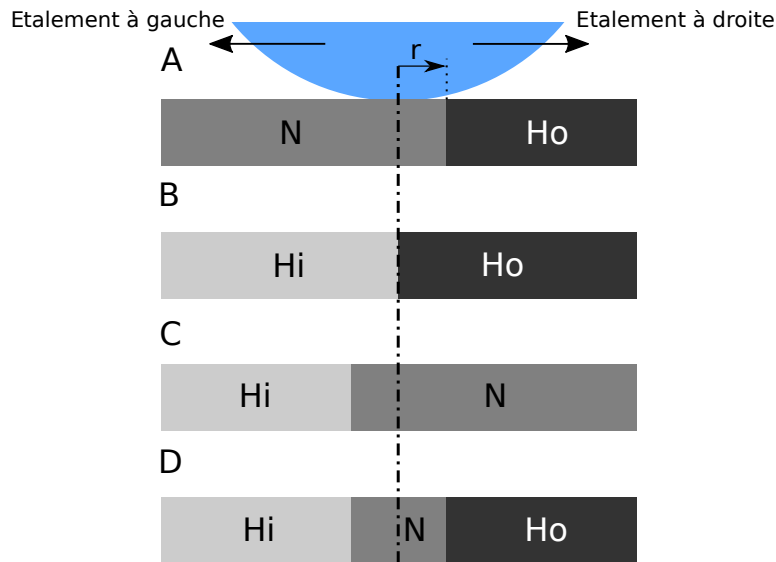 Etalement à gauche
Etalement à droite
A
r
N
Ho
B
Hi
Ho
C
Hi
N
D
Hi
N
Ho